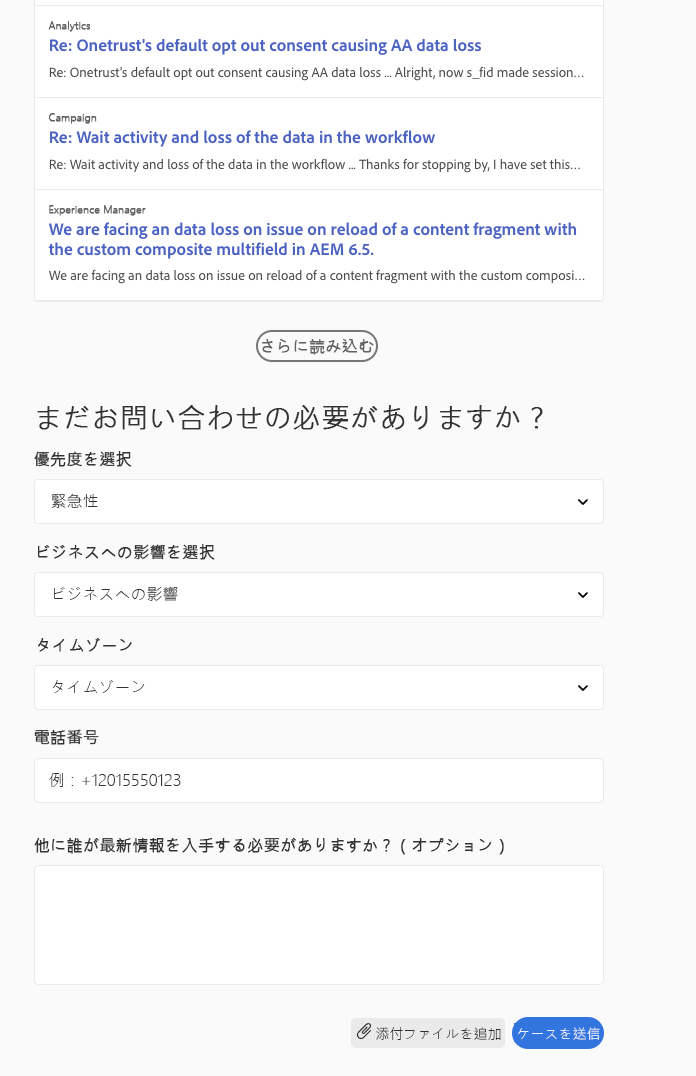 Analytics
Re: Onetrust's default opt out consent causing AA data loss
Re: Onetrust's default opt out consent causing AA data loss ... Alright, now s_fid made session...
Campaign
Re: Wait activity and loss of the data in the workflow
Re: Wait activity and loss of the data in the workflow ... Thanks for stopping by, I have set this...
Experience Manager
We are facing an data loss on issue on reload of a content fragment with
the custom composite multifield in AEM 6.5.
We are facing an data loss on issue on reload of a content fragment with the custom composi...
さらに読み込む
まだお問い合わせの必要がありますか？
優先度を選択
緊急性
ビジネスへの影響を選択
ビジネスへの影響
タイムゾーン
タイムゾーン
電話番号
例：+12015550123
他に誰が最新情報を入手する必要がありますか？（オプション）
添付ファイルを追加
ケースを送信